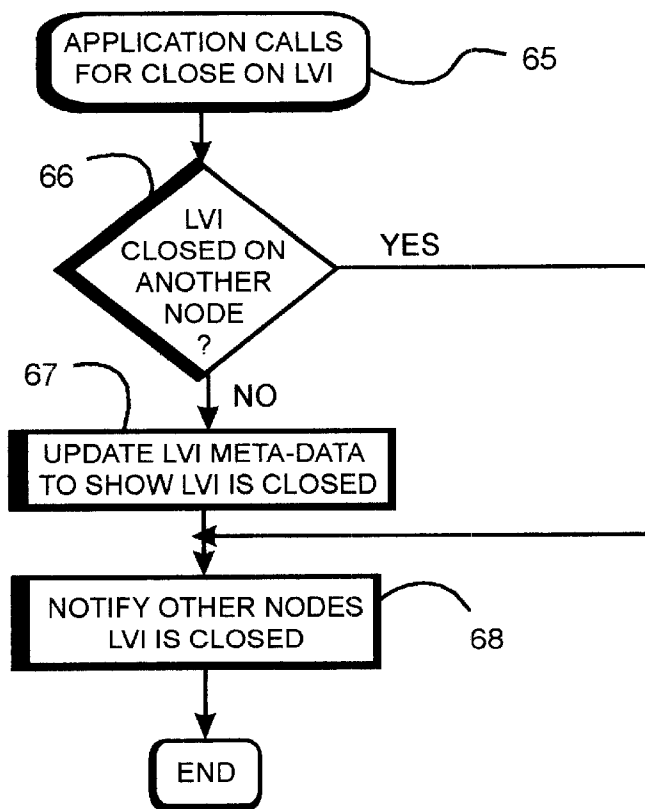 APPLICATION CALLS
FOR CLOSE ON LVI
65
66
LVI
CLOSED ON
ANOTHER
NODE
?
YES
NO
67
UPDATE LVI META-DATA
TO SHOW LVI IS CLOSED
NOTIFY OTHER NODES
LVI IS CLOSED
68
END